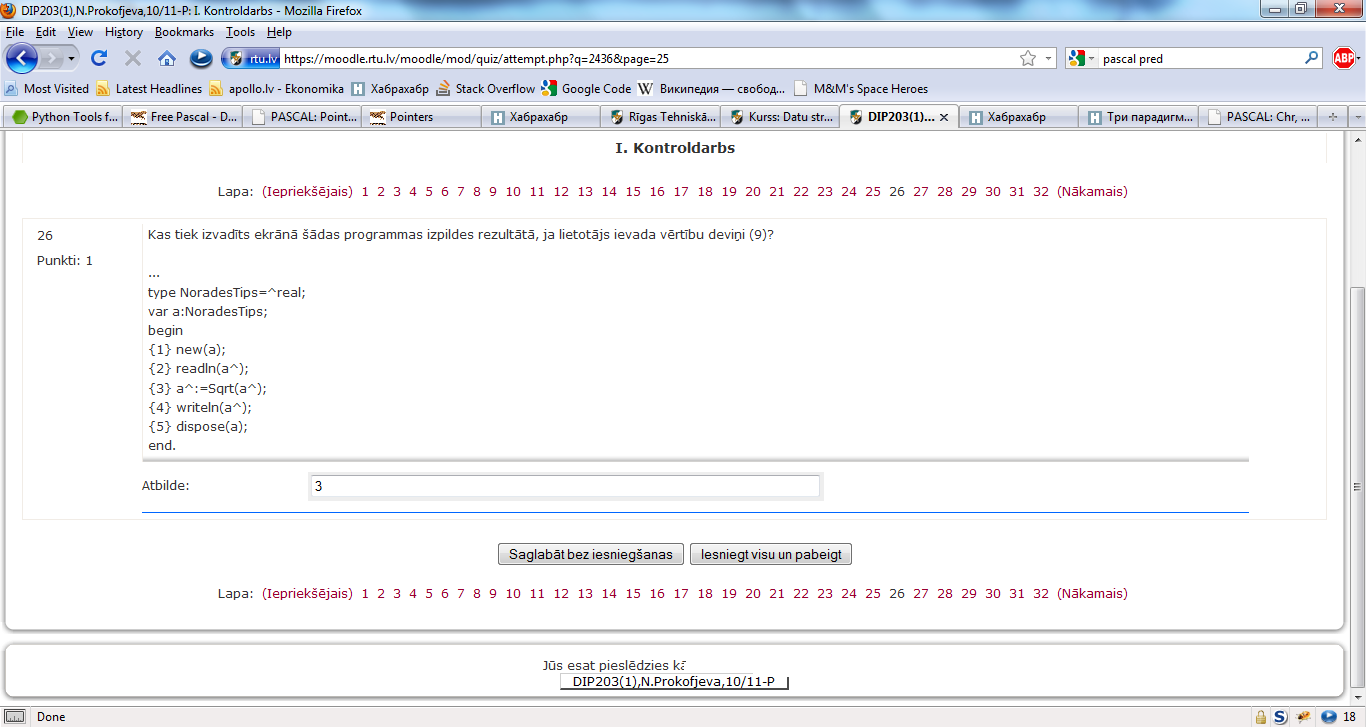 DIP203(1),N.Prokofjeva,10/11-P: I. Kontroldarbs - Mozilla Firefox
File Edit View History Bookmarks Tools Help
rtu.lv https://moodle.rtu.lv/moodle/mod/quiz/attempt.php?q=2436&page=25 pascal pred ABP
Most Visited Latest Headlines apollo.lv - Ekonomika Хабрахабр Stack Overflow Google Code Википедия — свобод... M&M's Space Heroes
Python Tools f... Free Pascal - D... PASCAL: Point... Pointers Хабрахабр Rīgas Tehniskā... Kurss: Datu str... DIP203(1)... Хабрахабр Три парадигм... PASCAL: Chr, ...
I. Kontroldarbs
Lapa: (Iepriekšējais) 1 2 3 4 5 6 7 8 9 10 11 12 13 14 15 16 17 18 19 20 21 22 23 24 25 26 27 28 29 30 31 32 (Nākamais)
26 Kas tiek izvadīts ekrānā šādas programmas izpildes rezultātā, ja lietotājs ievada vērtību deviņi (9)?
Punkti: 1
...
type NoradesTips=^real;
var a:NoradesTips;
begin
{1} new(a);
{2} readln(a^);
{3} a^:=Sqrt(a^);
{4} writeln(a^);
{5} dispose(a);
end.
Atbilde: 3
Saglabāt bez iesniegšanas Iesniegt visu un pabeigt
Lapa: (Iepriekšējais) 1 2 3 4 5 6 7 8 9 10 11 12 13 14 15 16 17 18 19 20 21 22 23 24 25 26 27 28 29 30 31 32 (Nākamais)
Jūs esat pieslēdzies
DIP203(1),N.Prokofjeva,10/11-P
Done 18